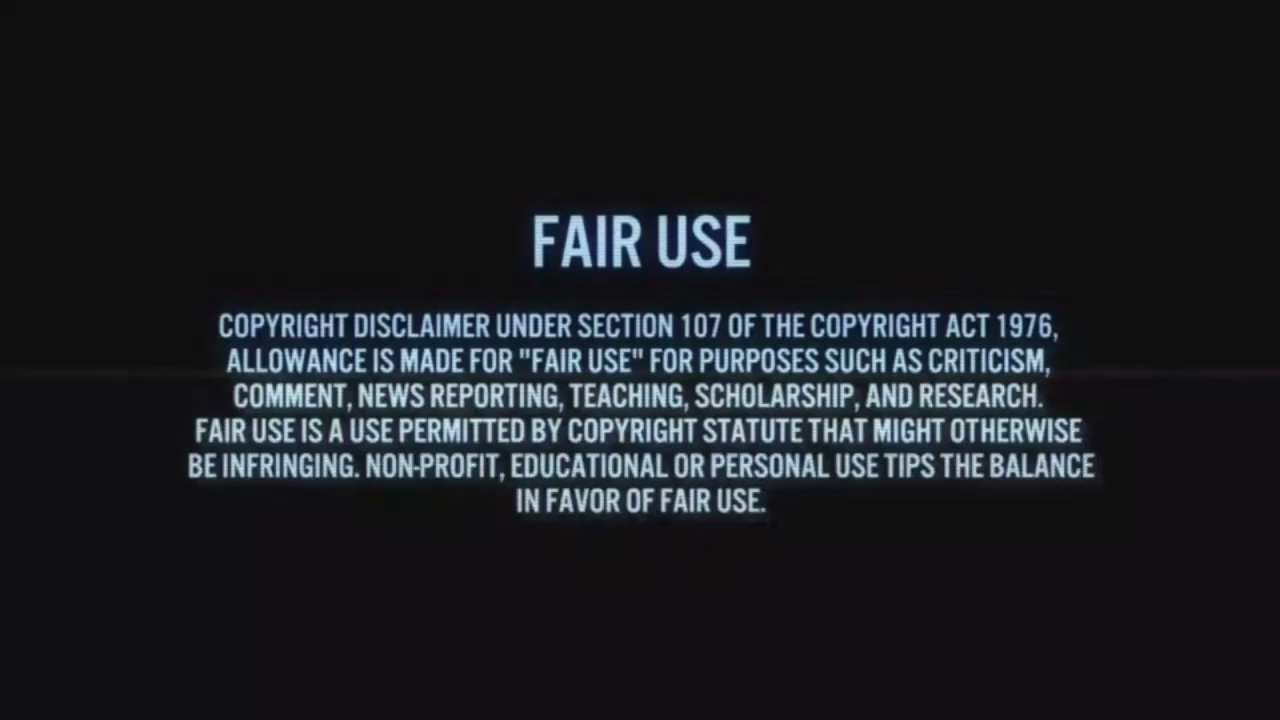 FAIR USE
COPYRIGHT DISCLAIMER UNDER SECTION 107 OF THE COPYRIGHT ACT 1976,
ALLOWANCE IS MADE FOR "FAIR USE" FOR PURPOSES SUCH AS CRITICISM,
COMMENT, NEWS REPORTING, TEACHING, SCHOLARSHIP, AND RESEARCH.
FAIR USE IS A USE PERMITTED BY COPYRIGHT STATUTE THAT MIGHT OTHERWISE
BE INFRINGING. NON-PROFIT, EDUCATIONAL OR PERSONAL USE TIPS THE BALANCE
IN FAVOR OF FAIR USE.